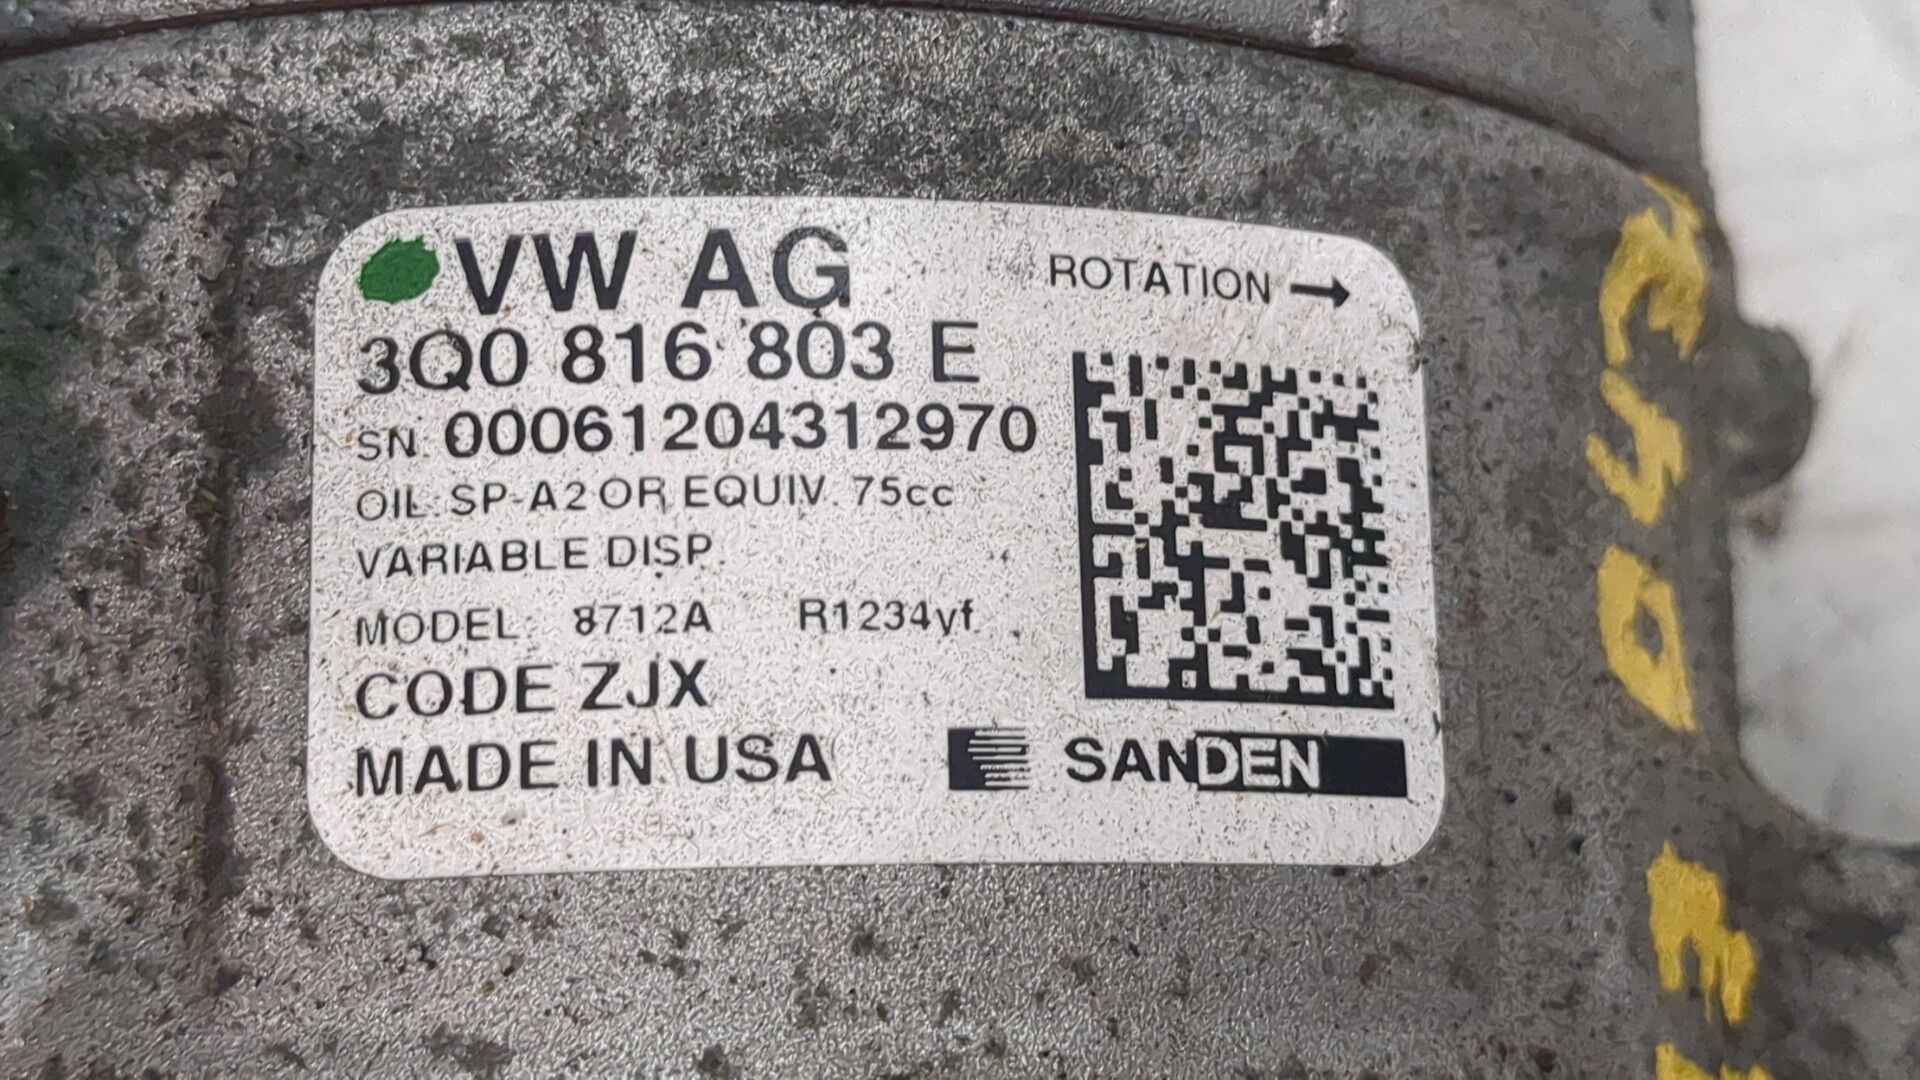 VW AG
ROTATION →
3Q0 816 803 E
SN: 00061204312970
OIL: SP-A2 OR EQUIV. 75cc
VARIABLE DISP.
MODEL: 8712A R1234yf
CODE ZJX
MADE IN USA
SANDEN